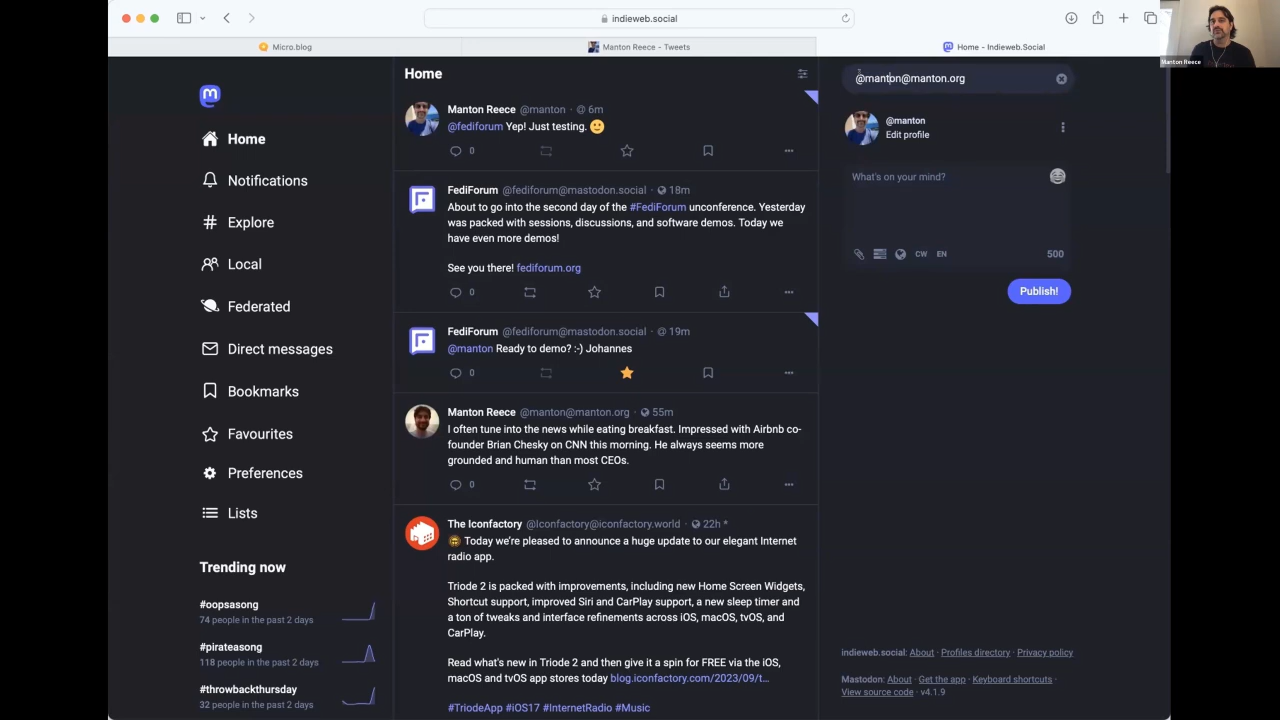 indieweb.social
Micro.blog
Manton Reece - Tweets
Home - Indieweb.Social
Manton Reece
Home
Notifications
Explore
Local
Federated
Direct messages
Bookmarks
Favourites
Preferences
Lists
Trending now
#oopsasong
74 people in the past 2 days
#pirateasong
118 people in the past 2 days
#throwbackthursday
32 people in the past 2 days
Home
Manton Reece @manton · @ 6m
@fediforum Yep! Just testing. 🙂
0
FediForum @fediforum@mastodon.social · 18m
About to go into the second day of the #FediForum unconference. Yesterday
was packed with sessions, discussions, and software demos. Today we
have even more demos!
See you there! fediforum.org
0
FediForum @fediforum@mastodon.social · @ 19m
@manton Ready to demo? :-) Johannes
0
Manton Reece @manton@manton.org · 55m
I often tune into the news while eating breakfast. Impressed with Airbnb co-
founder Brian Chesky on CNN this morning. He always seems more
grounded and human than most CEOs.
0
The Iconfactory @Iconfactory@iconfactory.world · 22h *
Today we're pleased to announce a huge update to our elegant Internet
radio app.
Triode 2 is packed with improvements, including new Home Screen Widgets,
Shortcut support, improved Siri and CarPlay support, a new sleep timer and
a ton of tweaks and interface refinements across iOS, macOS, tvOS, and
CarPlay.
Read what's new in Triode 2 and then give it a spin for FREE via the iOS,
macOS and tvOS app stores today blog.iconfactory.com/2023/09/t…
#TriodeApp #iOS17 #InternetRadio #Music
@manton@manton.org
@manton
Edit profile
What's on your mind?
CW EN 500
Publish!
indieweb.social: About · Profiles directory · Privacy policy
Mastodon: About · Get the app · Keyboard shortcuts ·
View source code · v4.1.9